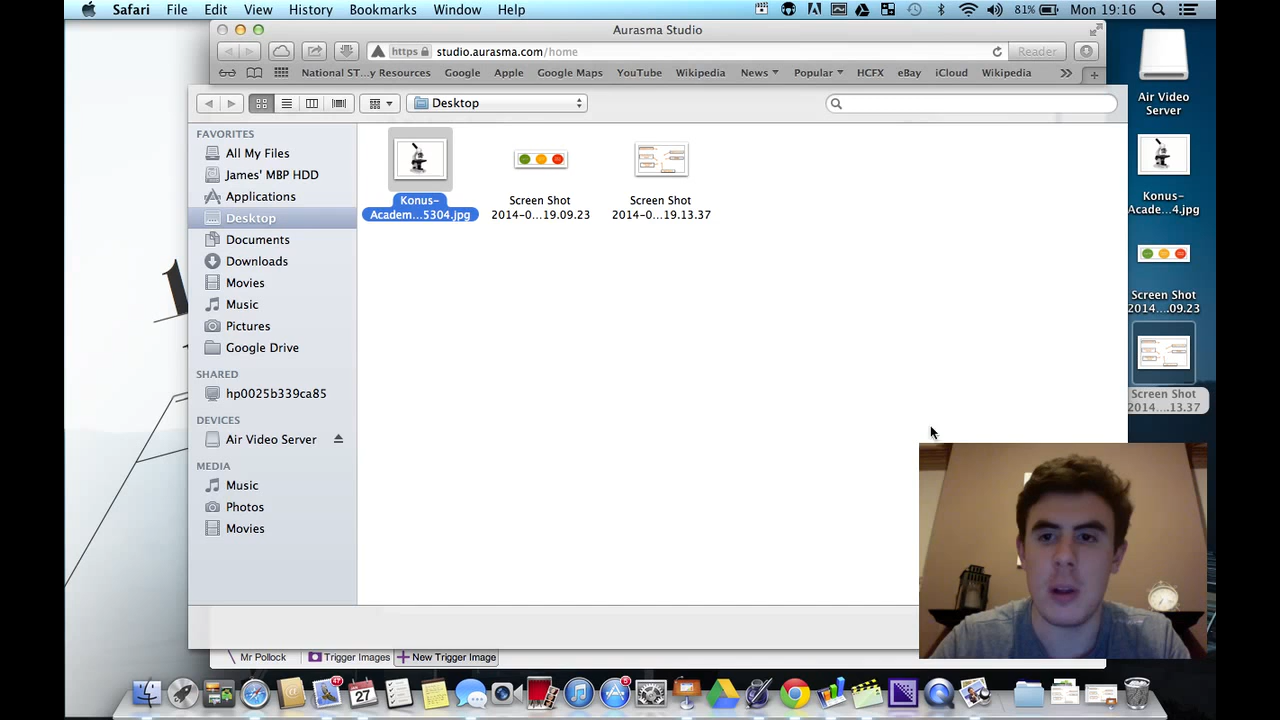 Safari File Edit View History Bookmarks Window Help 81% Mon 19:16
Aurasma Studio
https studio.aurasma.com/home Reader
National ST...y Resources Google Apple Google Maps YouTube Wikipedia News Popular HCFX eBay iCloud Wikipedia
Desktop
FAVORITES
All My Files
James' MBP HDD
Applications
Desktop
Documents
Downloads
Movies
Music
Pictures
Google Drive
SHARED
hp0025b339ca85
DEVICES
Air Video Server
MEDIA
Music
Photos
Movies
Konus-
Academ...5304.jpg
Screen Shot
2014-0...19.09.23
Screen Shot
2014-0...19.13.37
Air Video
Server
Konus-
Acade...4.jpg
Screen Shot
2014....09.23
Screen Shot
2014....13.37
Mr Pollock Trigger Images New Trigger Image